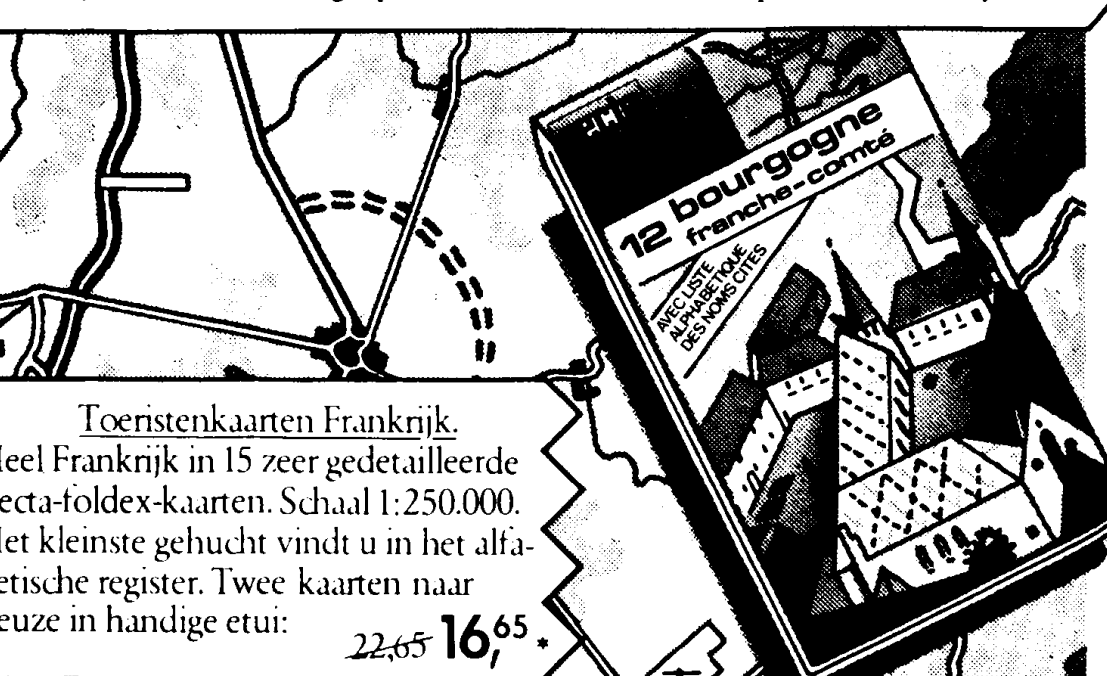 12 bourgogne
franche-comté
AVEC LISTE
ALPHABETIQUE
DES NOMS CITES
Toeristenkaarten Frankrijk.
eel Frankrijk in 15 zeer gedetailleerde
ecta-foldex-kaarten. Schaal 1:250.000.
et kleinste gehucht vindt u in het alfa-
etische register. Twee kaarten naar
euze in handige etui:
22,65 16,65 *